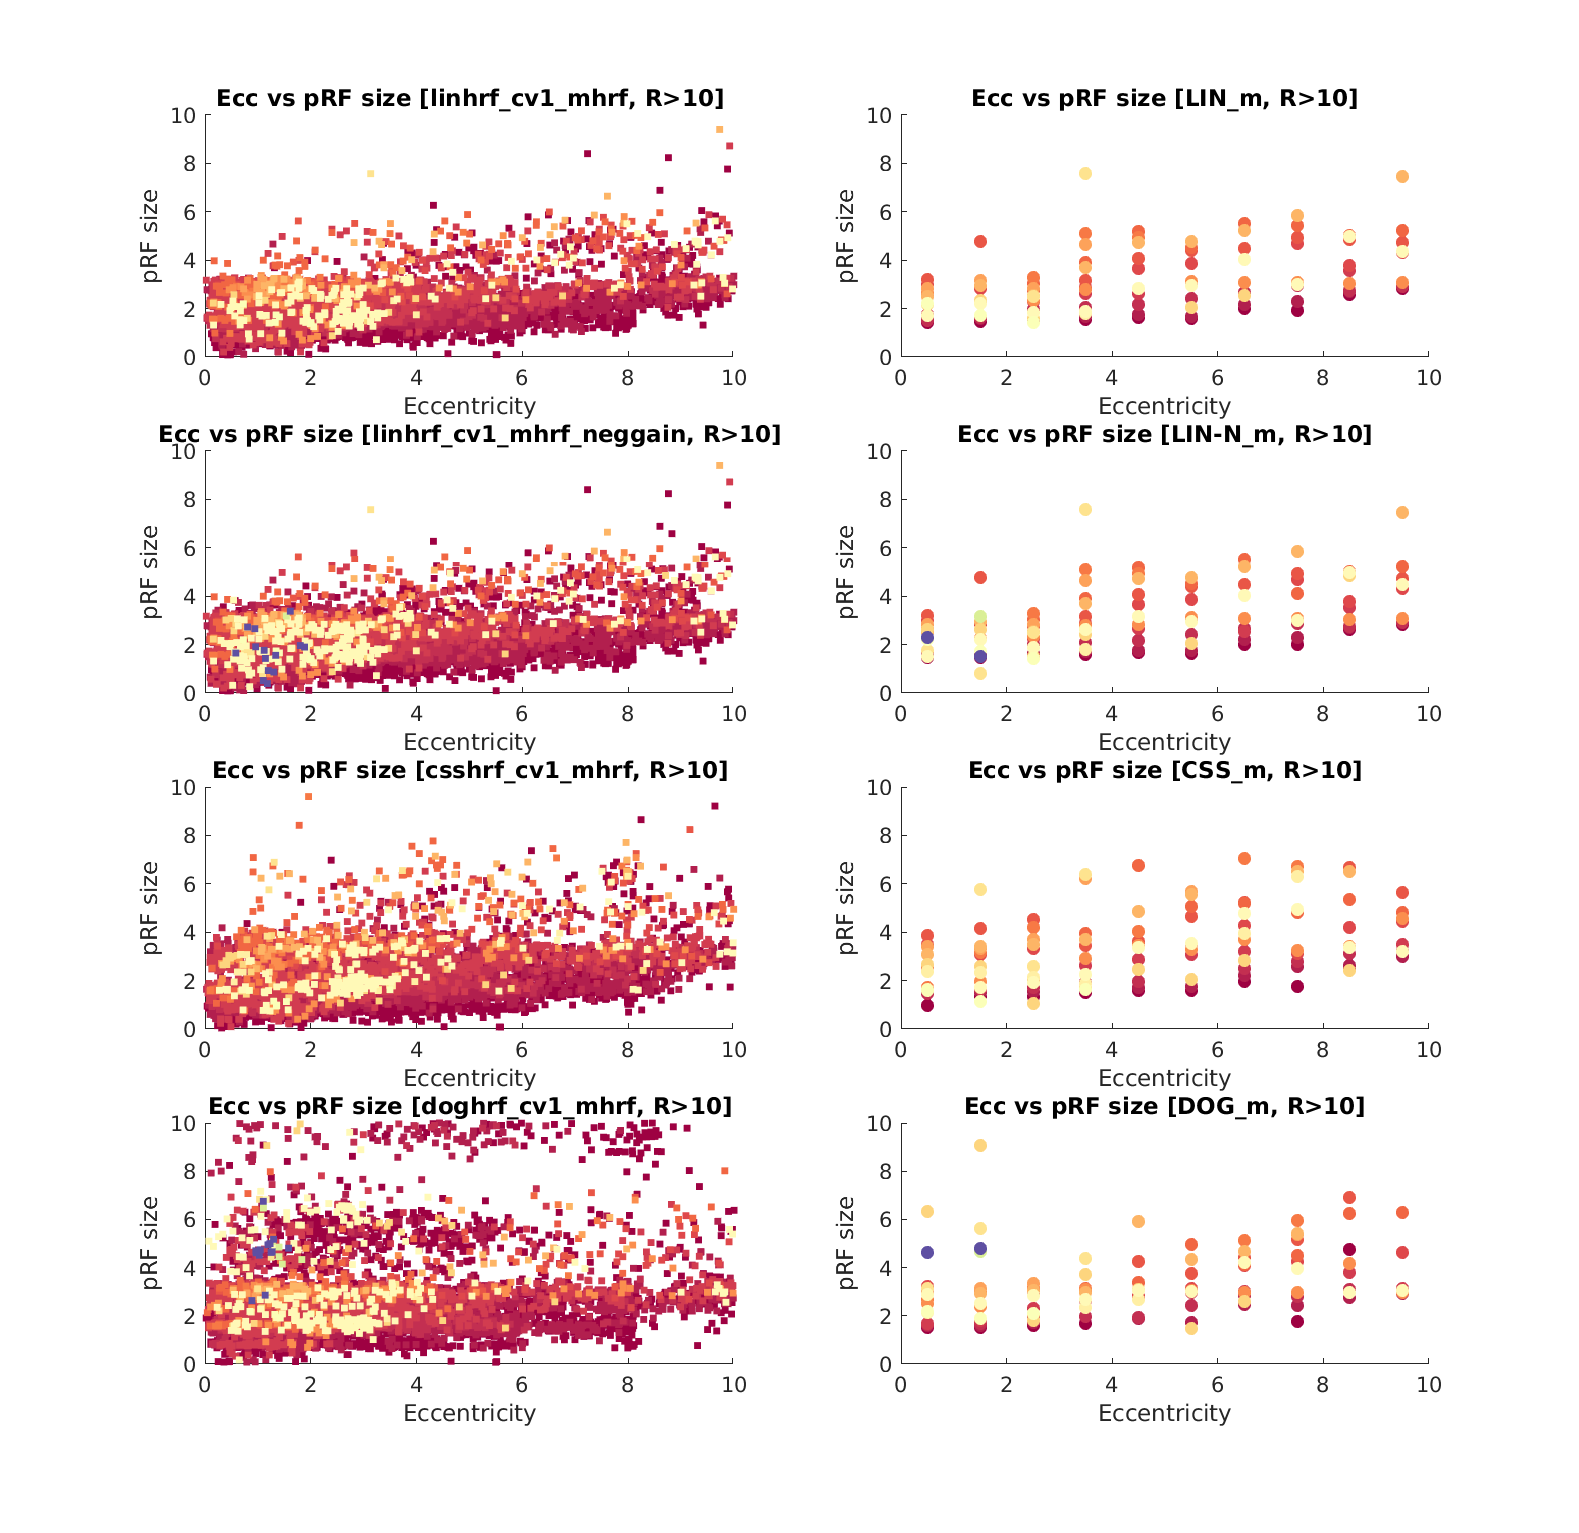 Ecc vs pRF size [linhrf_cv1_mhrf, R>10]
10
8
6
4
2
0
pRF size
0 2 4 6 8 10
Eccentricity
Ecc vs pRF size [LIN_m, R>10]
10
8
6
4
2
0
pRF size
0 2 4 6 8 10
Eccentricity
Ecc vs pRF size [linhrf_cv1_mhrf_neggain, R>10]
10
8
6
4
2
0
pRF size
0 2 4 6 8 10
Eccentricity
Ecc vs pRF size [LIN-N_m, R>10]
10
8
6
4
2
0
pRF size
0 2 4 6 8 10
Eccentricity
Ecc vs pRF size [csshrf_cv1_mhrf, R>10]
10
8
6
4
2
0
pRF size
0 2 4 6 8 10
Eccentricity
Ecc vs pRF size [CSS_m, R>10]
10
8
6
4
2
0
pRF size
0 2 4 6 8 10
Eccentricity
Ecc vs pRF size [doghrf_cv1_mhrf, R>10]
10
8
6
4
2
0
pRF size
0 2 4 6 8 10
Eccentricity
Ecc vs pRF size [DOG_m, R>10]
10
8
6
4
2
0
pRF size
0 2 4 6 8 10
Eccentricity